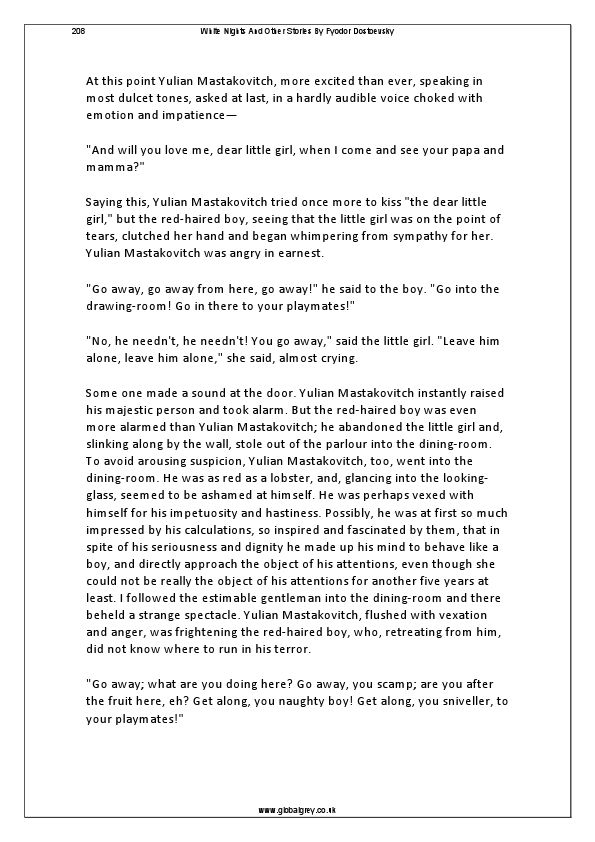 208 White Nights And Other Stories By Fyodor Dostoevsky
At this point Yulian Mastakovitch, more excited than ever, speaking in
most dulcet tones, asked at last, in a hardly audible voice choked with
emotion and impatience—
"And will you love me, dear little girl, when I come and see your papa and
mamma?"
Saying this, Yulian Mastakovitch tried once more to kiss "the dear little
girl," but the red-haired boy, seeing that the little girl was on the point of
tears, clutched her hand and began whimpering from sympathy for her.
Yulian Mastakovitch was angry in earnest.
"Go away, go away from here, go away!" he said to the boy. "Go into the
drawing-room! Go in there to your playmates!"
"No, he needn't, he needn't! You go away," said the little girl. "Leave him
alone, leave him alone," she said, almost crying.
Some one made a sound at the door. Yulian Mastakovitch instantly raised
his majestic person and took alarm. But the red-haired boy was even
more alarmed than Yulian Mastakovitch; he abandoned the little girl and,
slinking along by the wall, stole out of the parlour into the dining-room.
To avoid arousing suspicion, Yulian Mastakovitch, too, went into the
dining-room. He was as red as a lobster, and, glancing into the looking-
glass, seemed to be ashamed at himself. He was perhaps vexed with
himself for his impetuosity and hastiness. Possibly, he was at first so much
impressed by his calculations, so inspired and fascinated by them, that in
spite of his seriousness and dignity he made up his mind to behave like a
boy, and directly approach the object of his attentions, even though she
could not be really the object of his attentions for another five years at
least. I followed the estimable gentleman into the dining-room and there
beheld a strange spectacle. Yulian Mastakovitch, flushed with vexation
and anger, was frightening the red-haired boy, who, retreating from him,
did not know where to run in his terror.
"Go away; what are you doing here? Go away, you scamp; are you after
the fruit here, eh? Get along, you naughty boy! Get along, you sniveller, to
your playmates!"
www.globalgrey.co.uk